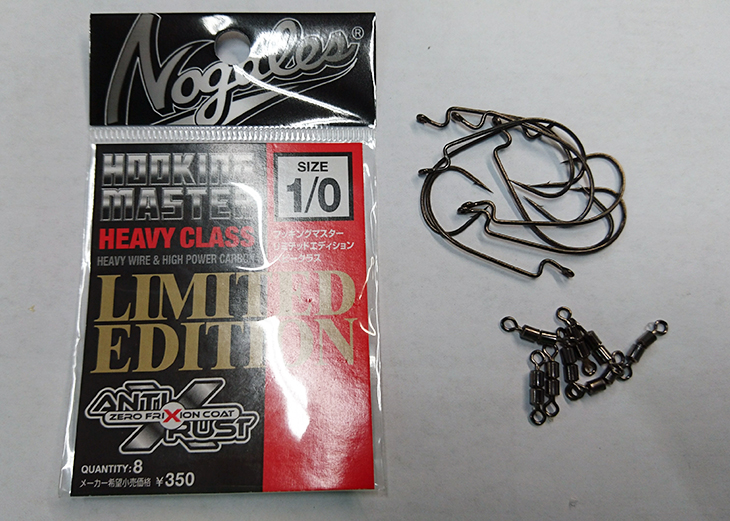 Nogales®
HOOKING
MASTER
HEAVY CLASS
HEAVY WIRE & HIGH POWER CARBON
SIZE
1/0
フッキングマスター
リミテッドエディション
ヘビークラス
LIMITED
EDITION
ANTI
ZERO FRIXION COAT
RUST
QUANTITY:8
メーカー希望小売価格 ¥350